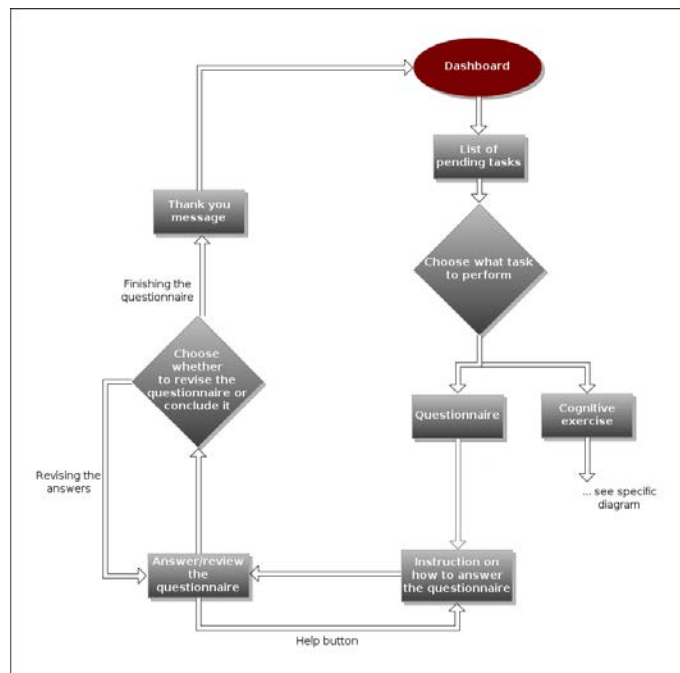 Dashboard
List of
pending tasks
Thank you
message
Choose what task
to perform
Finishing the
questionnaire
Choose
whether
to revise the
questionnaire or
conclude it
Questionnaire
Cognitive
exercise
Revising the
answers
... see specific
diagram
Answer/review
the
questionnaire
Instruction on
how to answer
the questionnaire
Help button